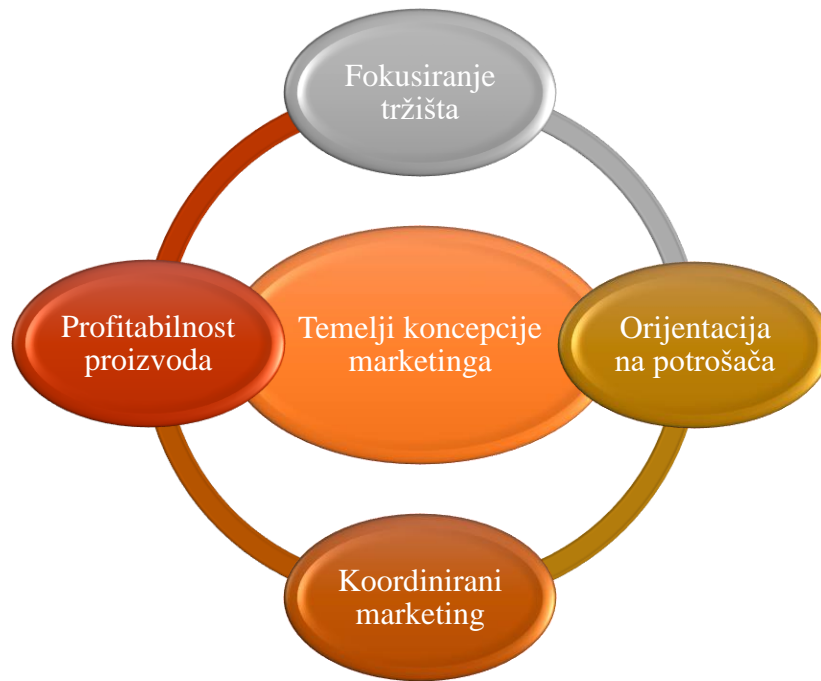 Fokusiranje
tržišta
Profitabilnost
proizvoda
Temelji koncepcije
marketinga
Orijentacija
na potrošača
Koordinirani
marketing